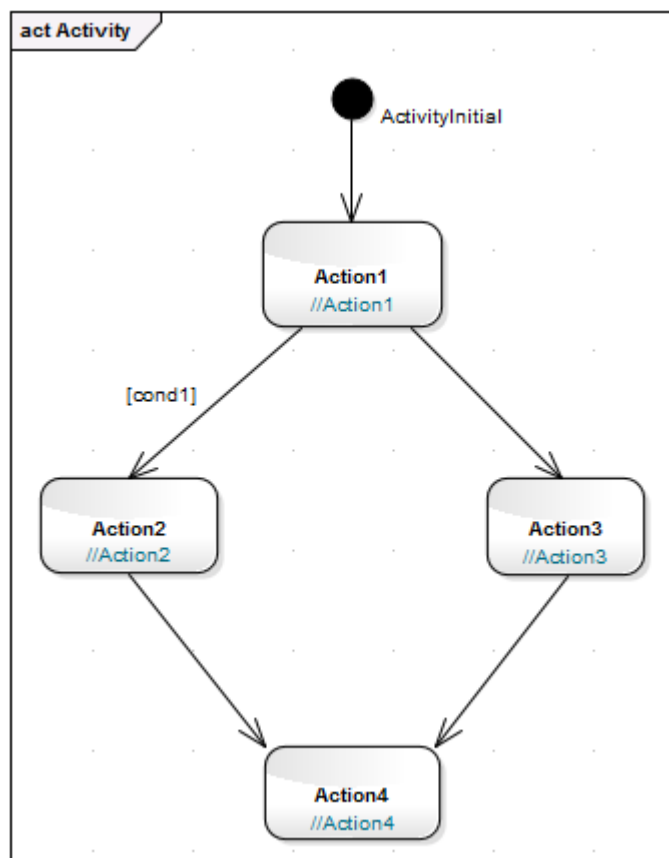 act Activity
ActivityInitial
Action1
//Action1
[cond1]
Action2
//Action2
Action3
//Action3
Action4
//Action4